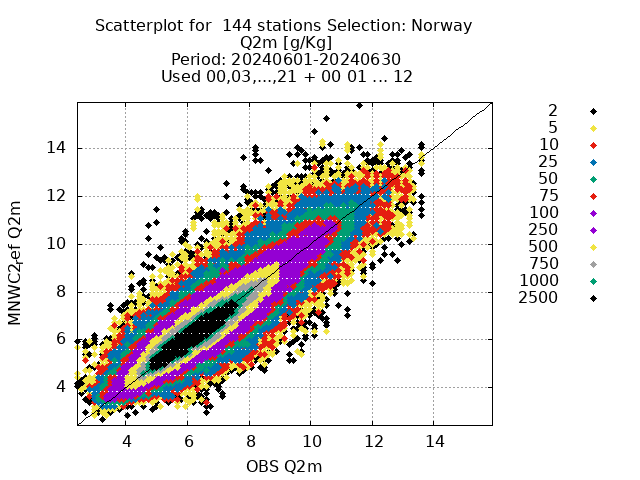 Scatterplot for  144 stations Selection: Norway
Q2m [g/Kg]
Period: 20240601-20240630
Used 00,03,...,21 + 00 01 ... 12
14
12
10
8
6
4
4 6 8 10 12 14
OBS Q2m
MNWC2ref Q2m
2
5
10
25
50
75
100
250
500
750
1000
2500